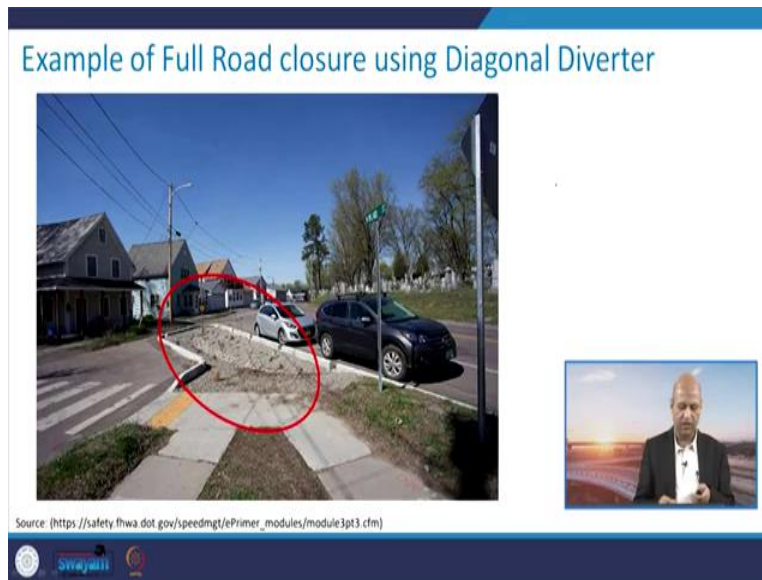 Example of Full Road closure using Diagonal Diverter
Source: (https://safety.fhwa.dot.gov/speedmgt/ePrimer_modules/module3pt3.cfm)
swayam